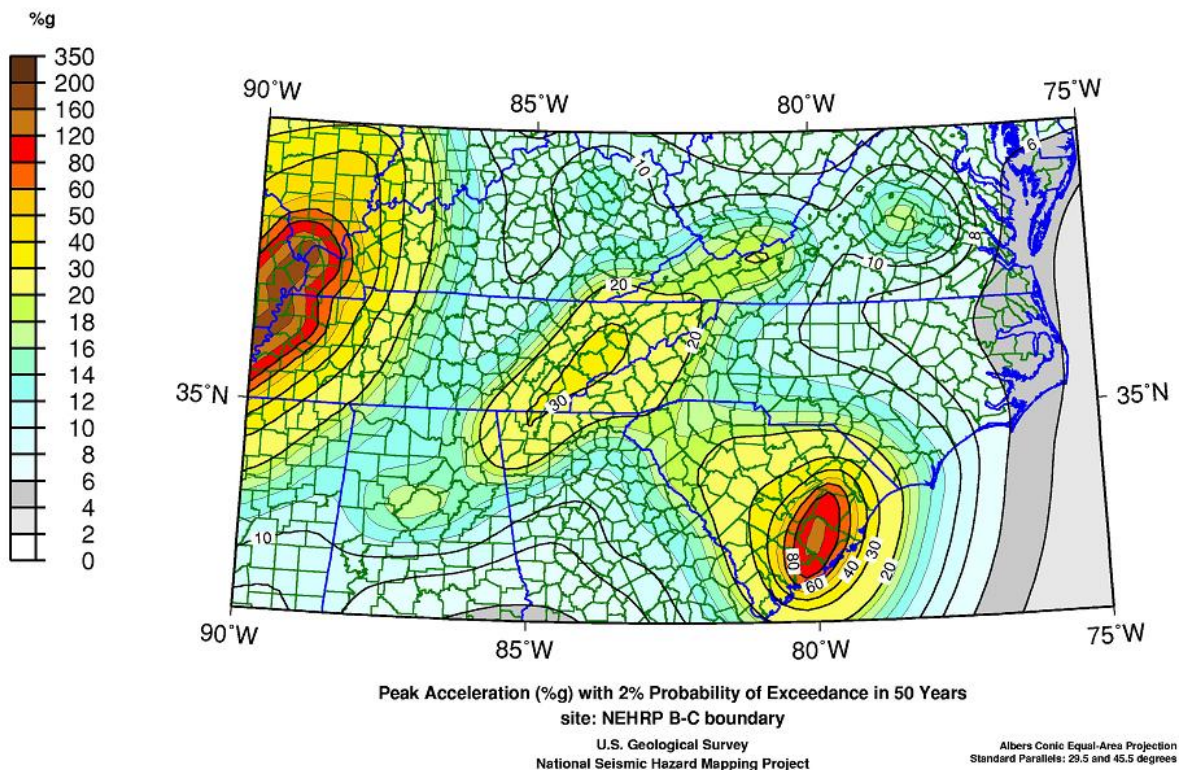 %g
350
200
160
120
80
60
50
40
30
20
18
16
14
12
10
8
6
4
2
0
90˚W
85˚W
80˚W
75˚W
6
10
8
10
20
20
35˚N
35˚N
30
10
80
60
40
30
20
90˚W
85˚W
80˚W
75˚W
Peak Acceleration (%g) with 2% Probability of Exceedance in 50 Years
site: NEHRP B-C boundary
U.S. Geological Survey
National Seismic Hazard Mapping Project
Albers Conic Equal-Area Projection
Standard Parallels: 29.5 and 45.5 degrees